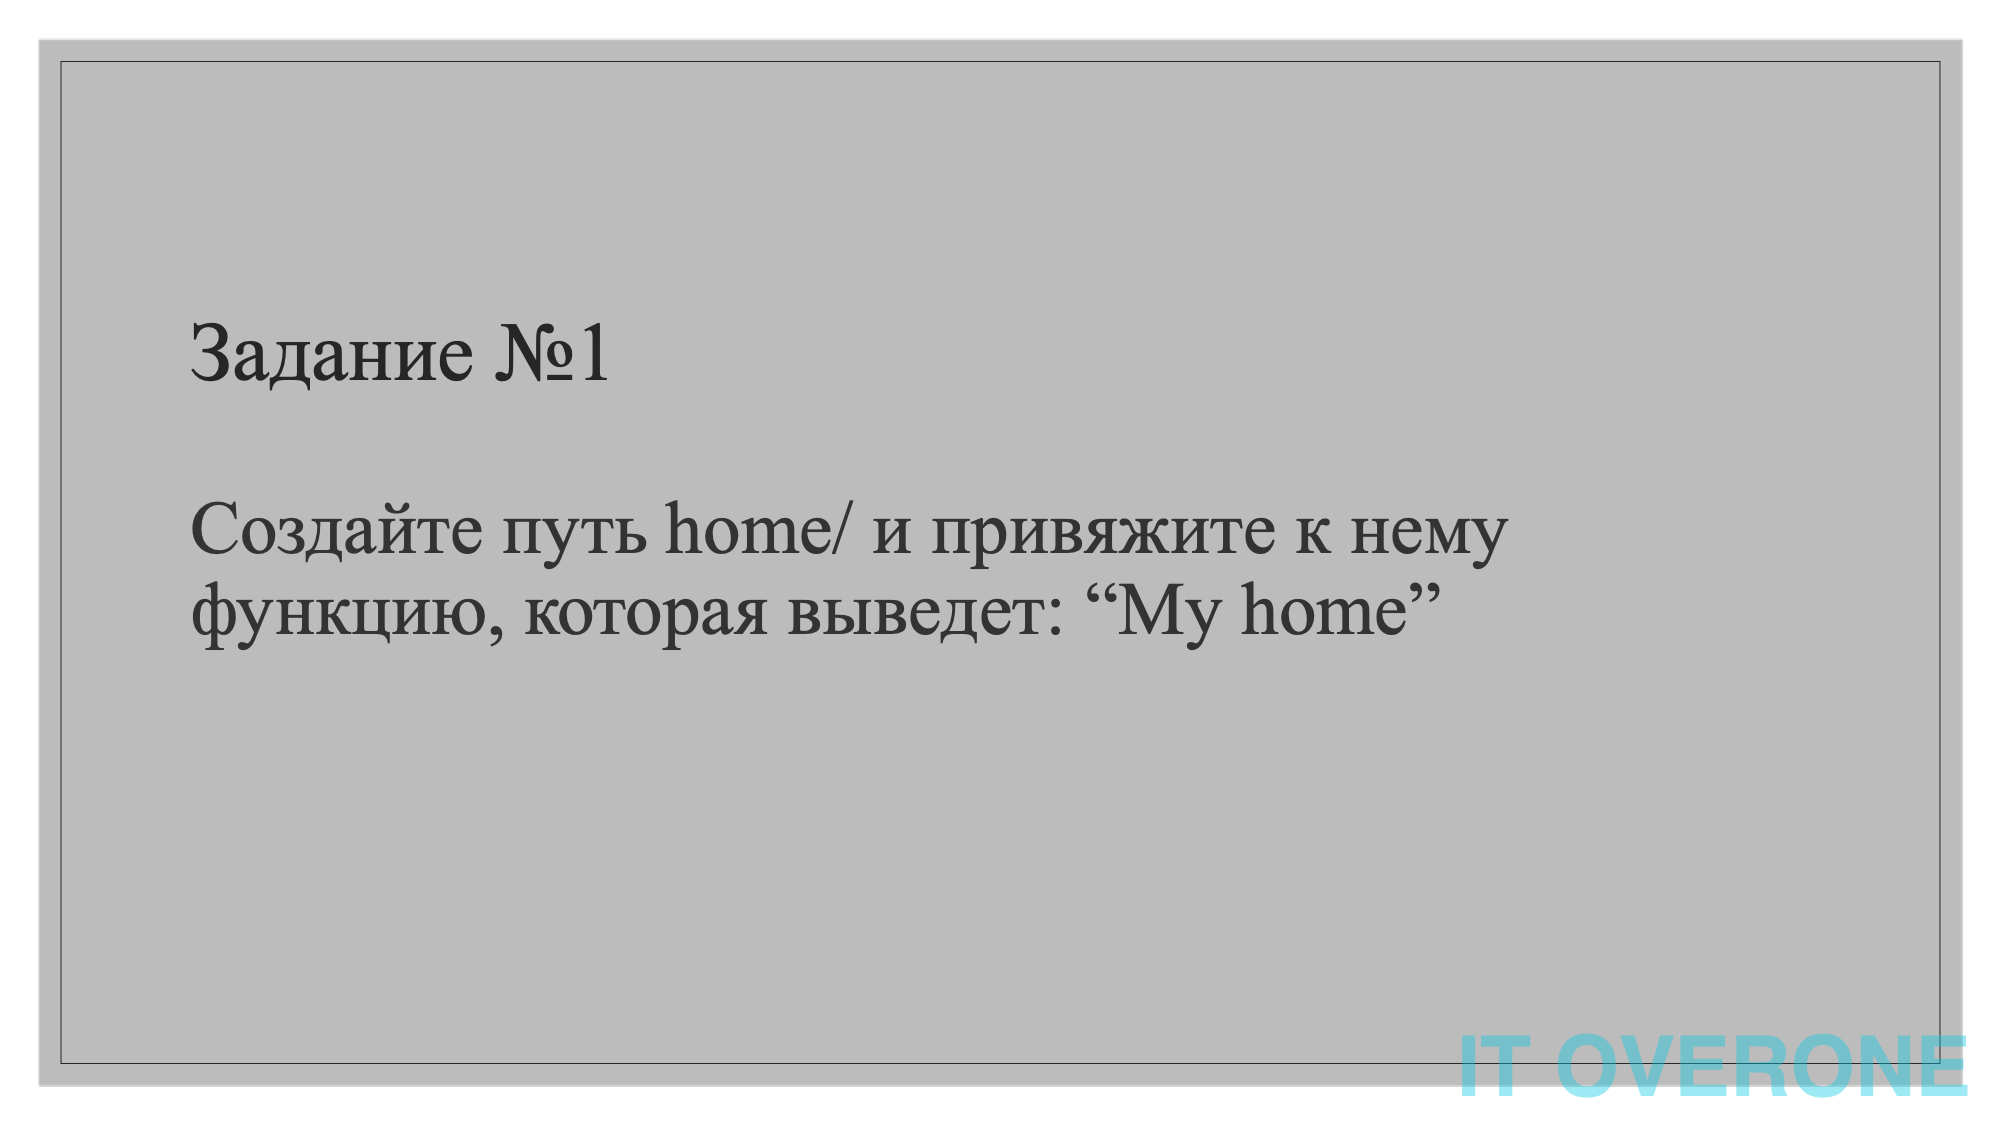 Задание №1
Создайте путь home/ и привяжите к нему
функцию, которая выведет: “My home”
IT OVERONE